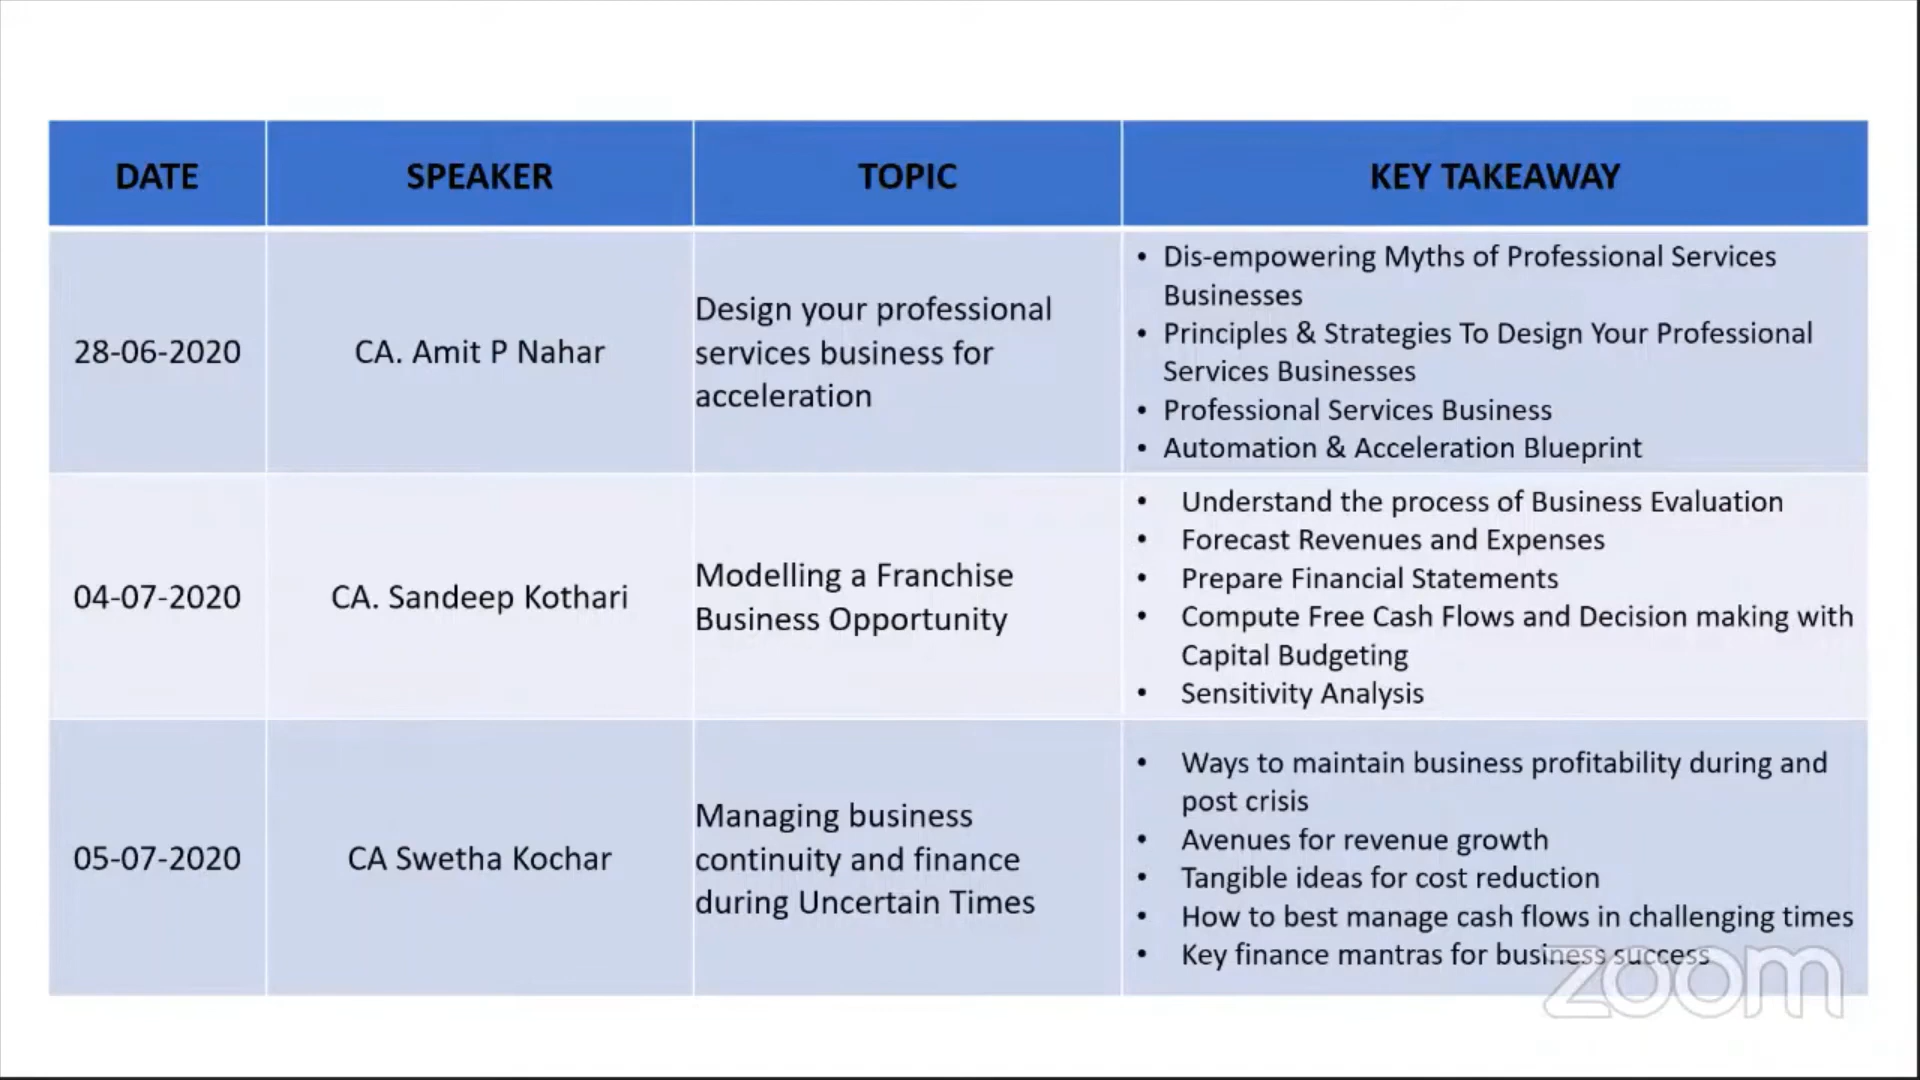 DATE
SPEAKER
TOPIC
KEY TAKEAWAY
28-06-2020
CA. Amit P Nahar
Design your professional
services business for
acceleration
• Dis-empowering Myths of Professional Services
Businesses
• Principles & Strategies To Design Your Professional
Services Businesses
• Professional Services Business
• Automation & Acceleration Blueprint
04-07-2020
CA. Sandeep Kothari
Modelling a Franchise
Business Opportunity
• Understand the process of Business Evaluation
• Forecast Revenues and Expenses
• Prepare Financial Statements
• Compute Free Cash Flows and Decision making with
Capital Budgeting
• Sensitivity Analysis
05-07-2020
CA Swetha Kochar
Managing business
continuity and finance
during Uncertain Times
• Ways to maintain business profitability during and
post crisis
• Avenues for revenue growth
• Tangible ideas for cost reduction
• How to best manage cash flows in challenging times
• Key finance mantras for business success
zoom